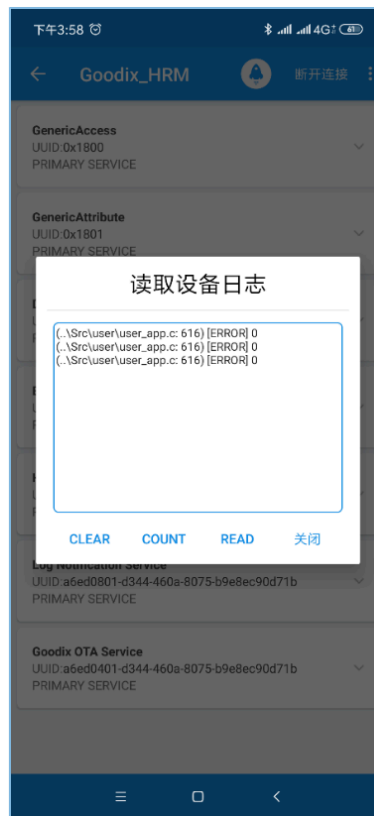 下午3:58
4G
61
Goodix_HRM
断开连接
GenericAccess
UUID:0x1800
PRIMARY SERVICE
GenericAttribute
UUID:0x1801
PRIMARY SERVICE
读取设备日志
(..\Src\user\user_app.c: 616) [ERROR] 0
(..\Src\user\user_app.c: 616) [ERROR] 0
(..\Src\user\user_app.c: 616) [ERROR] 0
CLEAR COUNT READ 关闭
Log Notification Service
UUID:a6ed0801-d344-460a-8075-b9e8ec90d71b
PRIMARY SERVICE
Goodix OTA Service
UUID:a6ed0401-d344-460a-8075-b9e8ec90d71b
PRIMARY SERVICE